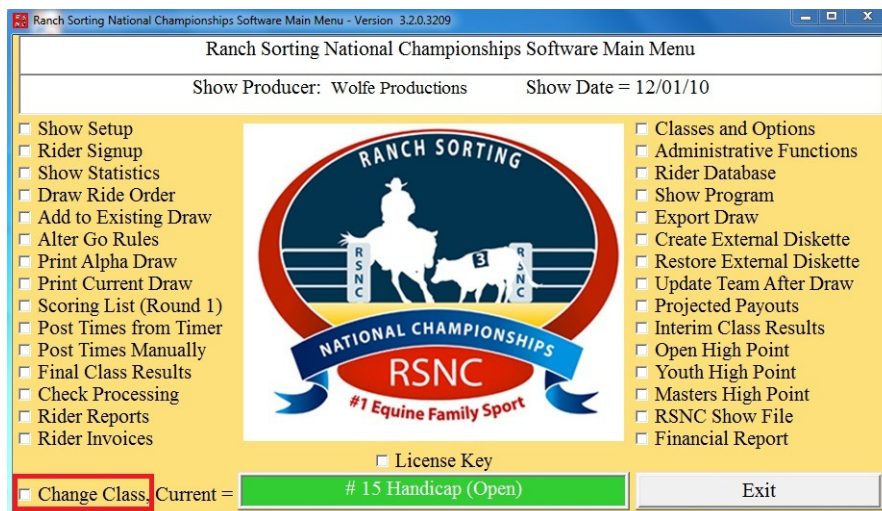 Ranch Sorting National Championships Software Main Menu - Version 3.2.0.3209
Ranch Sorting National Championships Software Main Menu
Show Producer: Wolfe Productions Show Date = 12/01/10
Show Setup
Rider Signup
Show Statistics
Draw Ride Order
Add to Existing Draw
Alter Go Rules
Print Alpha Draw
Print Current Draw
Scoring List (Round 1)
Post Times from Timer
Post Times Manually
Final Class Results
Check Processing
Rider Reports
Rider Invoices
RANCH SORTING
RSNC
3
RSNC
NATIONAL CHAMPIONSHIPS
RSNC
#1 Equine Family Sport
Classes and Options
Administrative Functions
Rider Database
Show Program
Export Draw
Create External Diskette
Restore External Diskette
Update Team After Draw
Projected Payouts
Interim Class Results
Open High Point
Youth High Point
Masters High Point
RSNC Show File
Financial Report
License Key
Change Class, Current = # 15 Handicap (Open) Exit